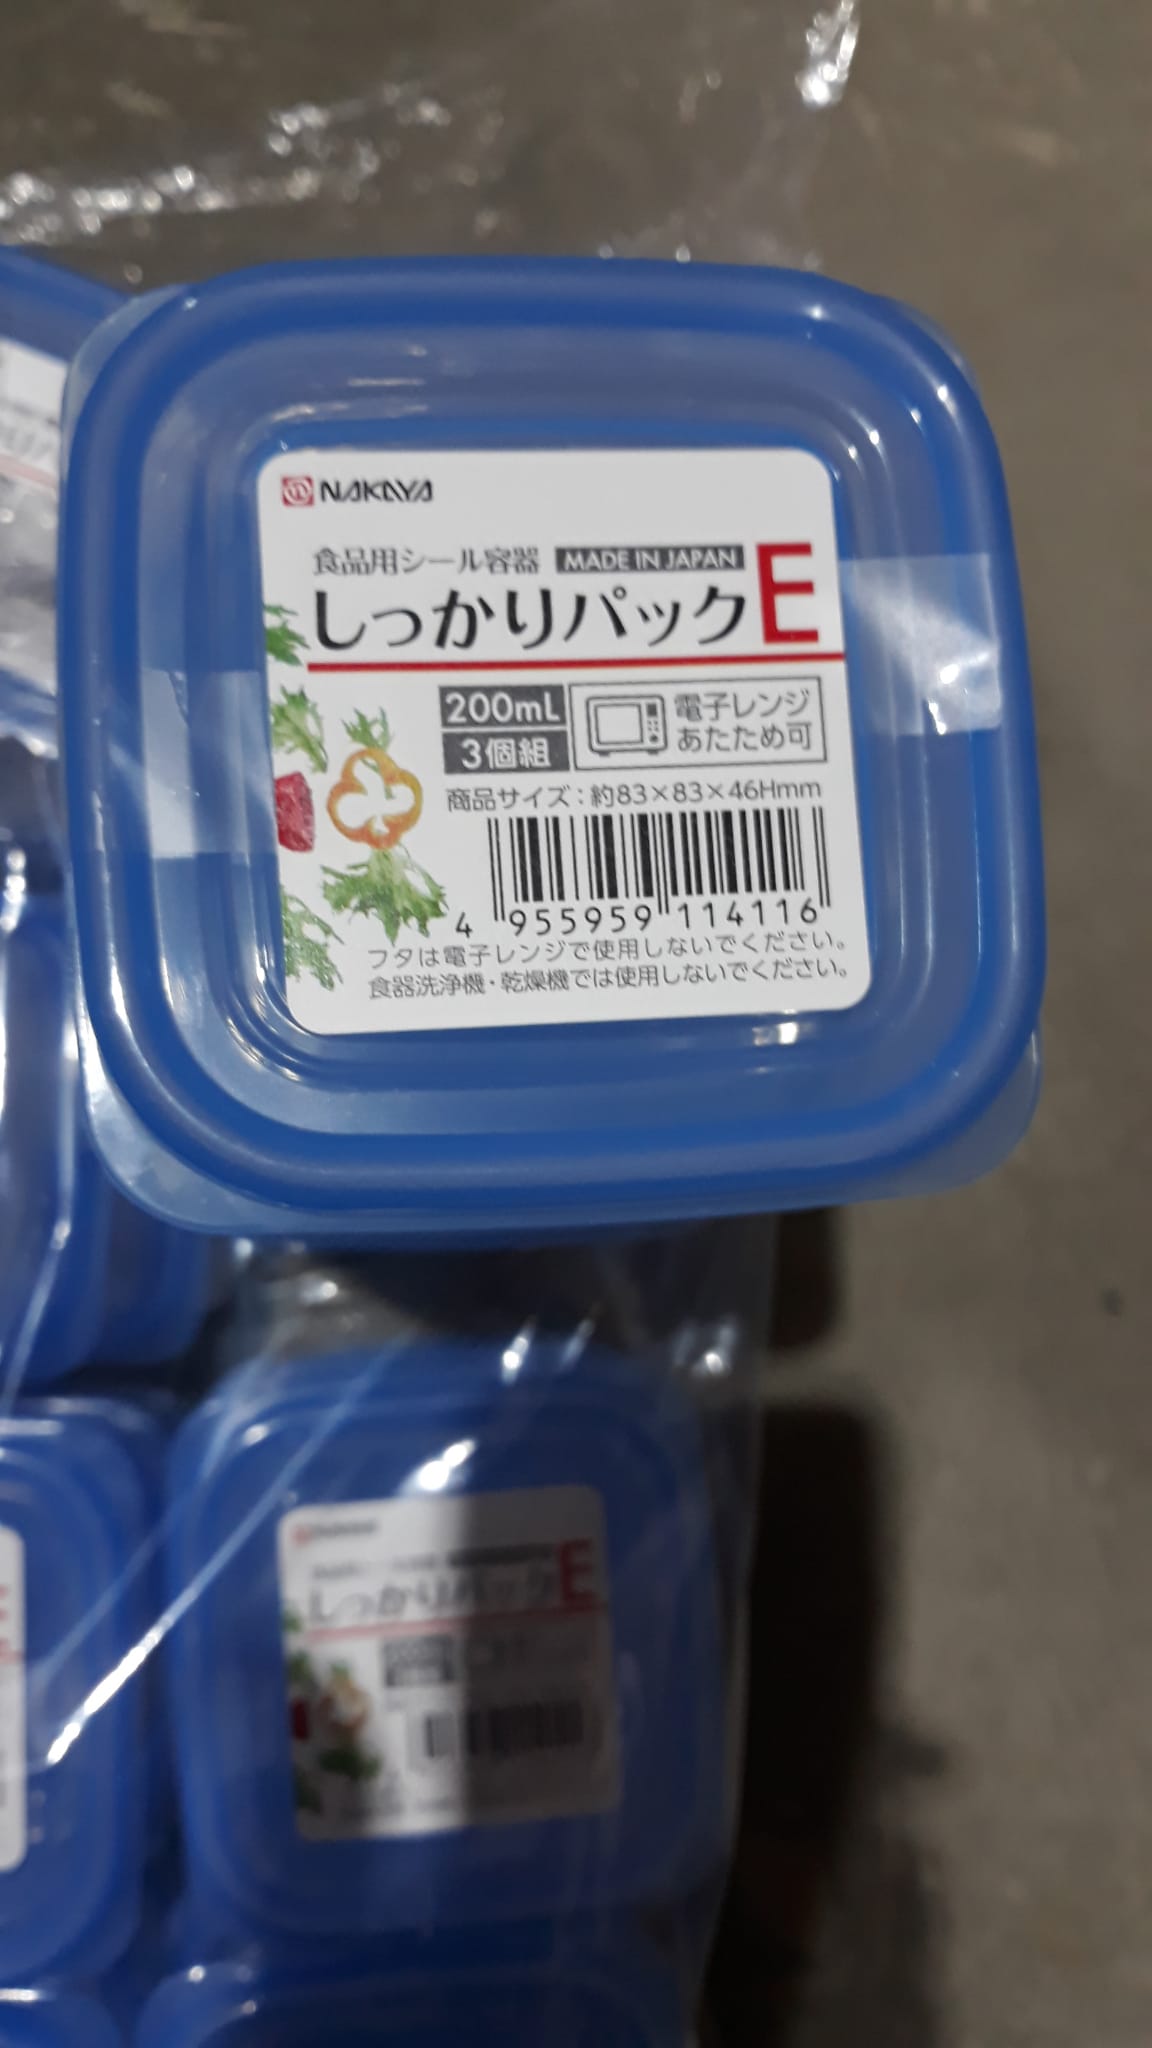 NAKAYA
食品用シール容器 MADE IN JAPAN
しっかりパックE
200mL
3個組
電子レンジ
あたため可
商品サイズ：約83×83×46Hmm
4 955959 114116
フタは電子レンジで使用しないでください。
食器洗浄機・乾燥機では使用しないでください。
しっかりパックE